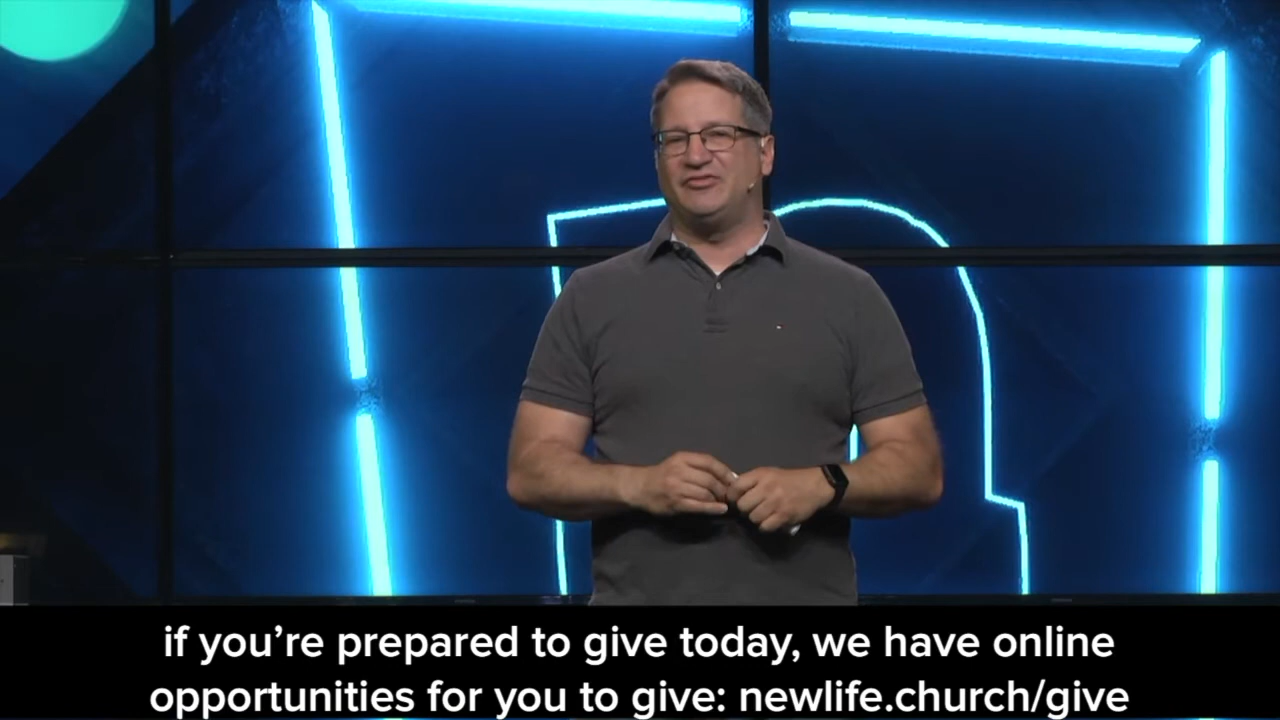 if you’re prepared to give today, we have online
opportunities for you to give: newlife.church/give